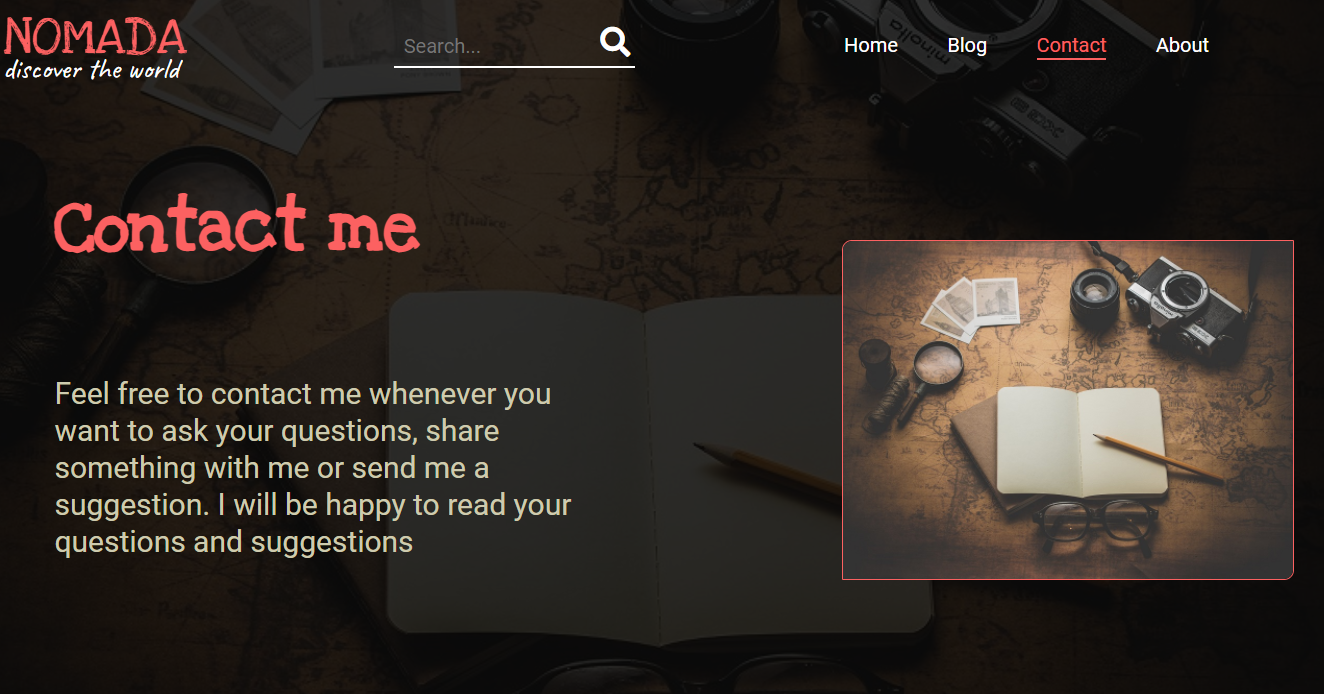 NOMADA
discover the world
Search...
Home
Blog
Contact
About
minolta
Contact me
Feel free to contact me whenever you
want to ask your questions, share
something with me or send me a
suggestion. I will be happy to read your
questions and suggestions